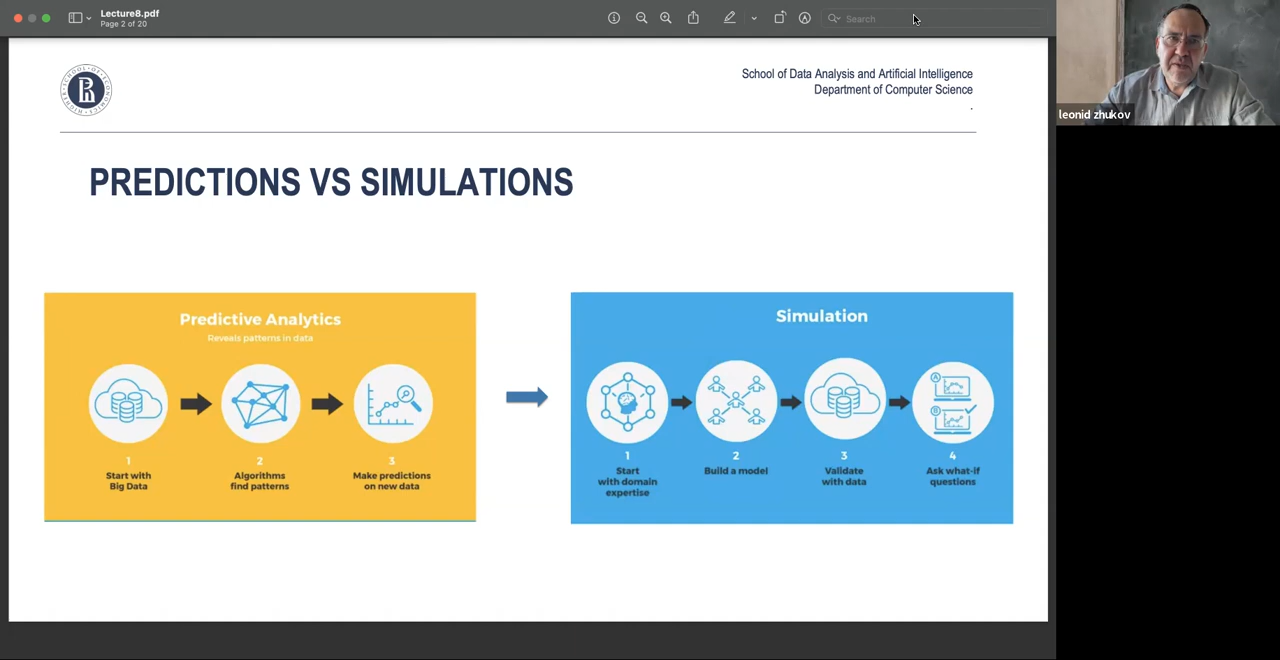 Lecture8.pdf
Page 2 of 20
Search
leonid zhukov
School of Data Analysis and Artificial Intelligence
Department of Computer Science
.
PREDICTIONS VS SIMULATIONS
Predictive Analytics
Reveals patterns in data
1
Start with
Big Data
2
Algorithms
find patterns
3
Make predictions
on new data
Simulation
1
Start
with domain
expertise
2
Build a model
3
Validate
with data
4
Ask what-if
questions
A
B